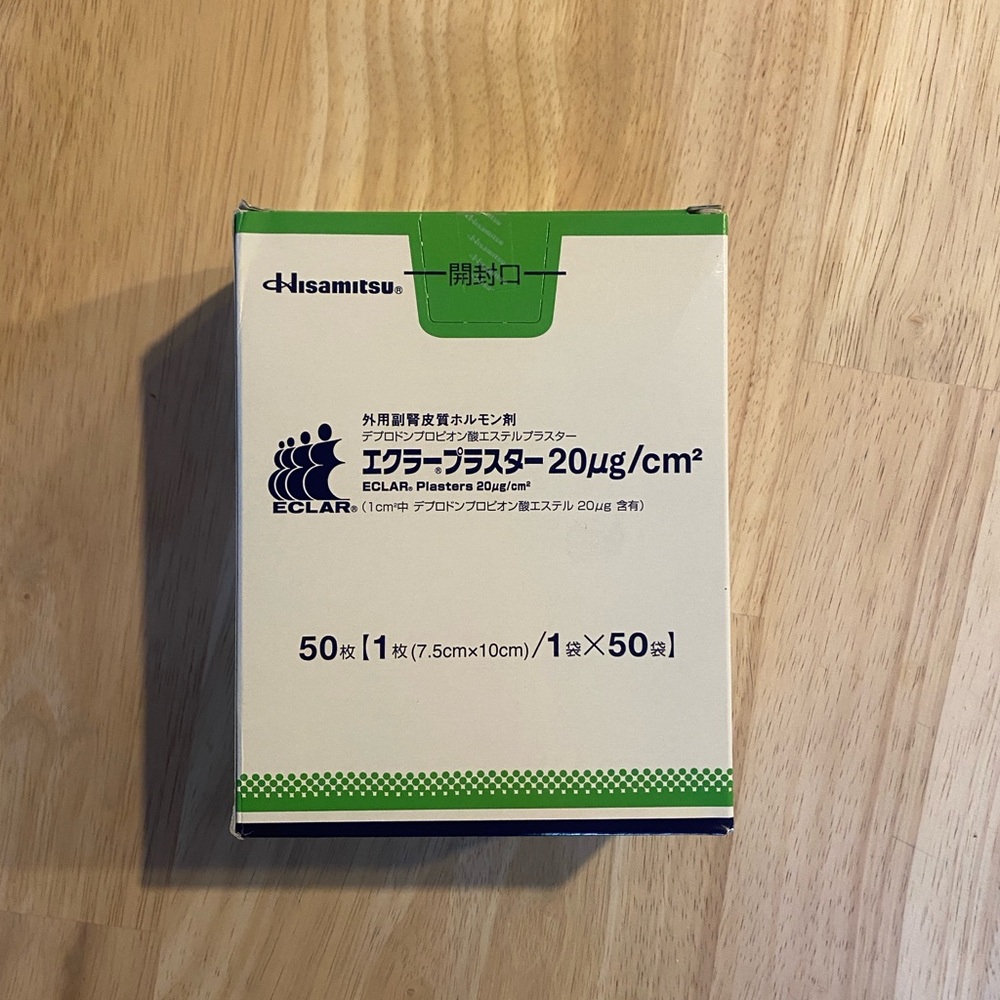 開封口
Hisamitsu®
外用副腎皮質ホルモン剤
デプロドンプロピオン酸エステルプラスター
エクラー®プラスター20μg/cm²
ECLAR® Plasters 20μg/cm²
ECLAR®
(1cm²中 デプロドンプロピオン酸エステル 20μg 含有)
50枚【1枚(7.5cm×10cm)/1袋×50袋】